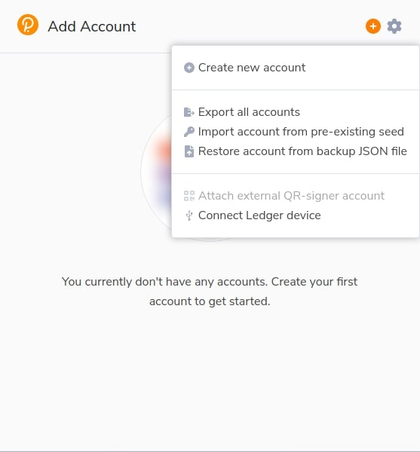 Add Account
Create new account
Export all accounts
Import account from pre-existing seed
Restore account from backup JSON file
Attach external QR-signer account
Connect Ledger device
You currently don't have any accounts. Create your first
account to get started.